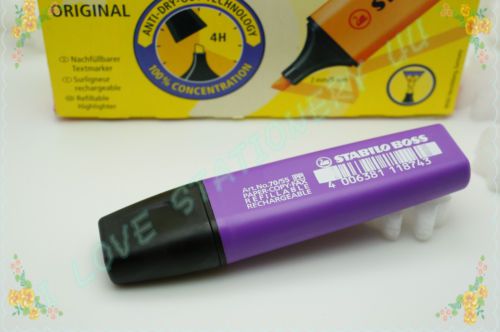 ORIGINAL
ANTI-DRY-OUT TECHNOLOGY
4H
100% CONCENTRATION
Nachfüllbarer
Textmarker
Surligneur
rechargeable
Refillable
Highlighter
STABILO BOSS
Art.No.70/55
PAPER·COPY·FAX
REFILLABLE
RECHARGEABLE
4 006381 118743
I LOVE STATIONERY